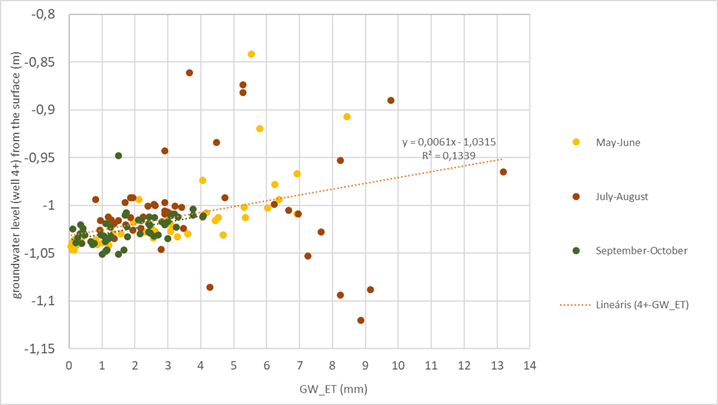 -0,8
-0,85
-0,9
-0,95
-1
-1,05
-1,1
-1,15
groundwater level (well 4+) from the surface (m)
0 1 2 3 4 5 6 7 8 9 10 11 12 13 14
GW_ET (mm)
y = 0,0061x - 1,0315
R² = 0,1339
May-June
July-August
September-October
Lineáris (4+-GW_ET)